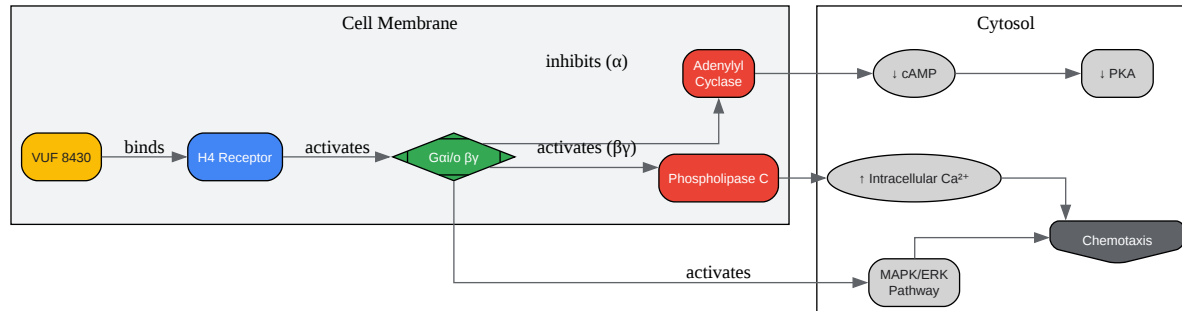 Cell Membrane
Cytosol
inhibits (α)
Adenylyl
Cyclase
↓ cAMP
↓ PKA
VUF 8430
binds
H4 Receptor
activates
Gαi/o βγ
activates (βγ)
Phospholipase C
↑ Intracellular Ca²⁺
Chemotaxis
activates
MAPK/ERK
Pathway